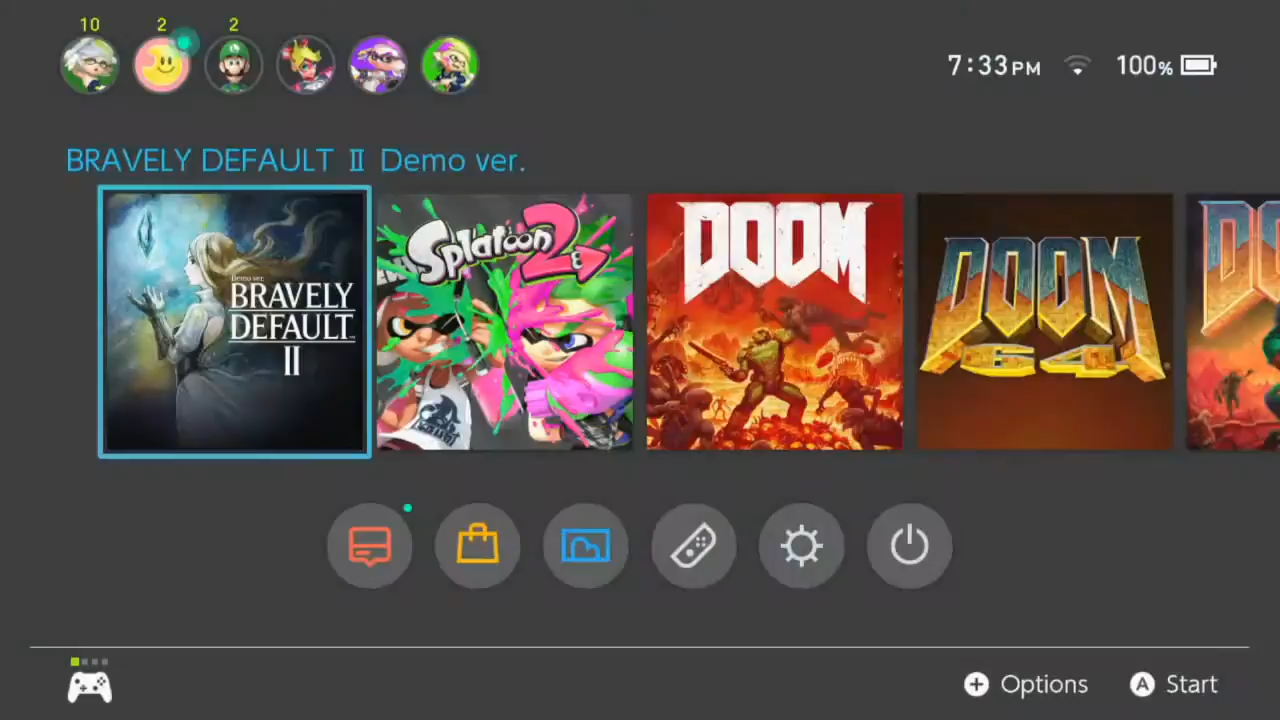 10 2 2
7:33PM 100%
BRAVELY DEFAULT II Demo ver.
Demo ver.
BRAVELY
DEFAULT
II
Splatoon 2
DOOM
DOOM
64
DO
Options Start